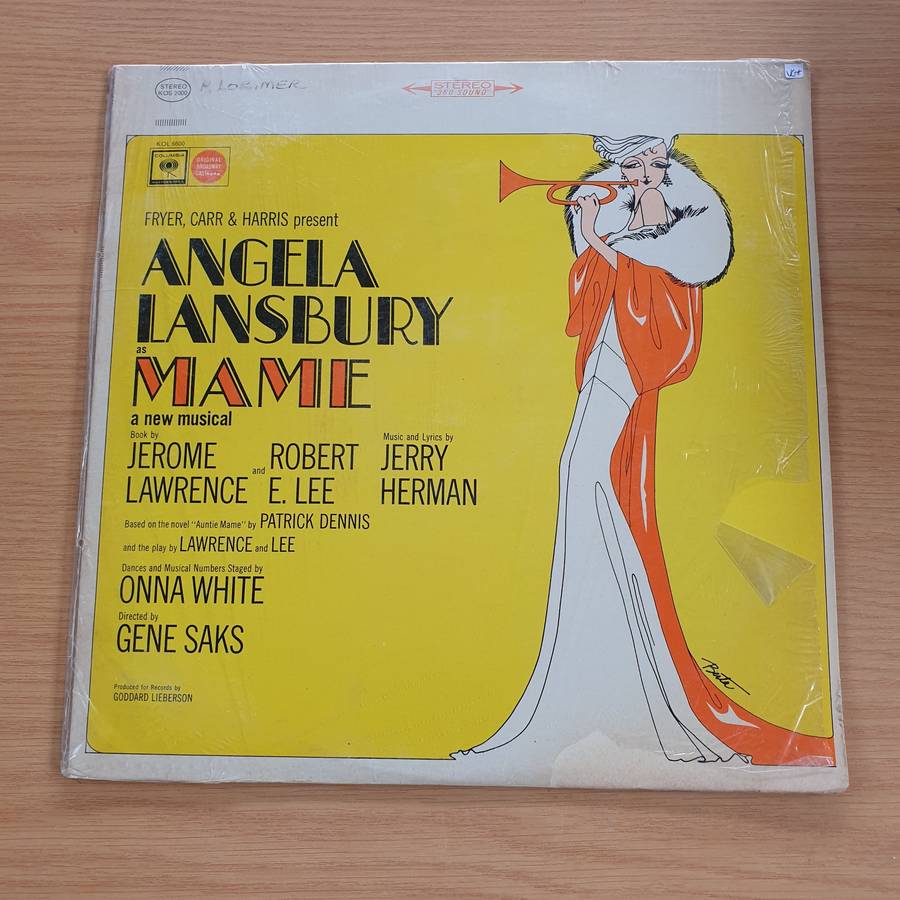 STEREO
KOS 3000
R. LORIMER
STEREO
"360 SOUND"
VG+
KOL 6600
COLUMBIA
ORIGINAL
BROADWAY
CAST
FRYER, CARR & HARRIS present
ANGELA
LANSBURY
as
MAME
a new musical
Book by
JEROME
LAWRENCE
and
ROBERT
E. LEE
Music and Lyrics by
JERRY
HERMAN
Based on the novel "Auntie Mame" by PATRICK DENNIS
and the play by LAWRENCE and LEE
Dances and Musical Numbers Staged by
ONNA WHITE
Directed by
GENE SAKS
Produced for Records by
GODDARD LIEBERSON